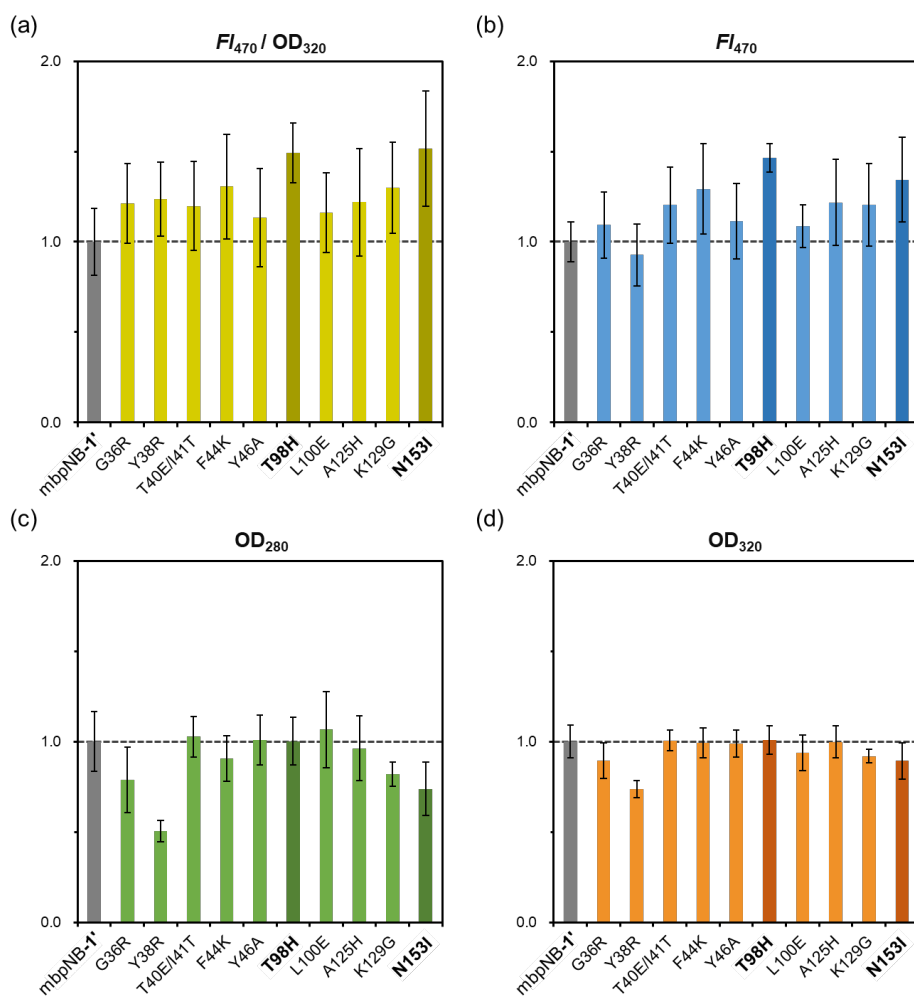 (a)
FI470 / OD320
2.0
1.0
0.0
mbpNB-1'
G36R
Y38R
T40E/I41T
F44K
Y46A
T98H
L100E
A125H
K129G
N153I
(b)
FI470
2.0
1.0
0.0
mbpNB-1'
G36R
Y38R
T40E/I41T
F44K
Y46A
T98H
L100E
A125H
K129G
N153I
(c)
OD280
2.0
1.0
0.0
mbpNB-1'
G36R
Y38R
T40E/I41T
F44K
Y46A
T98H
L100E
A125H
K129G
N153I
(d)
OD320
2.0
1.0
0.0
mbpNB-1'
G36R
Y38R
T40E/I41T
F44K
Y46A
T98H
L100E
A125H
K129G
N153I